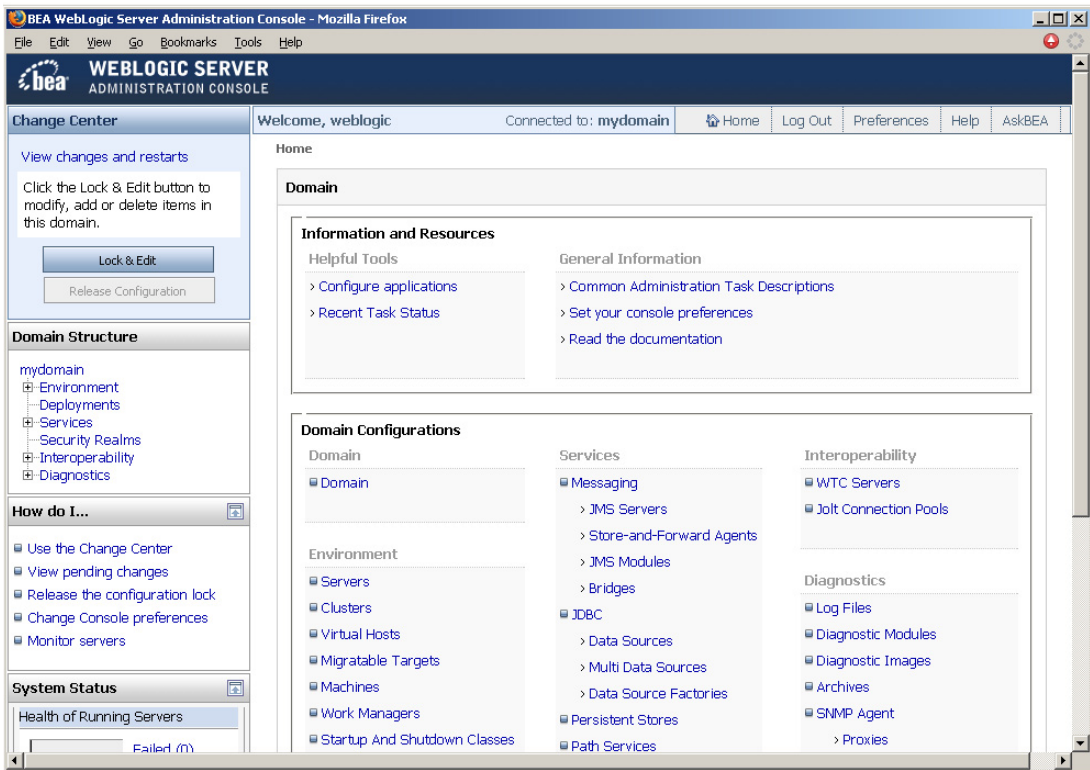 BEA WebLogic Server Administration Console - Mozilla Firefox
File Edit View Go Bookmarks Tools Help
bea WEBLOGIC SERVER
ADMINISTRATION CONSOLE
Change Center
View changes and restarts
Click the Lock & Edit button to
modify, add or delete items in
this domain.
Lock & Edit
Release Configuration
Domain Structure
mydomain
Environment
Deployments
Services
Security Realms
Interoperability
Diagnostics
How do I...
Use the Change Center
View pending changes
Release the configuration lock
Change Console preferences
Monitor servers
System Status
Health of Running Servers
Failed (0)
Welcome, weblogic Connected to: mydomain Home Log Out Preferences Help AskBEA
Home
Domain
Information and Resources
Helpful Tools
Configure applications
Recent Task Status
General Information
Common Administration Task Descriptions
Set your console preferences
Read the documentation
Domain Configurations
Domain
Domain
Environment
Servers
Clusters
Virtual Hosts
Migratable Targets
Machines
Work Managers
Startup And Shutdown Classes
Services
Messaging
JMS Servers
Store-and-Forward Agents
JMS Modules
Bridges
JDBC
Data Sources
Multi Data Sources
Data Source Factories
Persistent Stores
Path Services
Interoperability
WTC Servers
Jolt Connection Pools
Diagnostics
Log Files
Diagnostic Modules
Diagnostic Images
Archives
SNMP Agent
Proxies